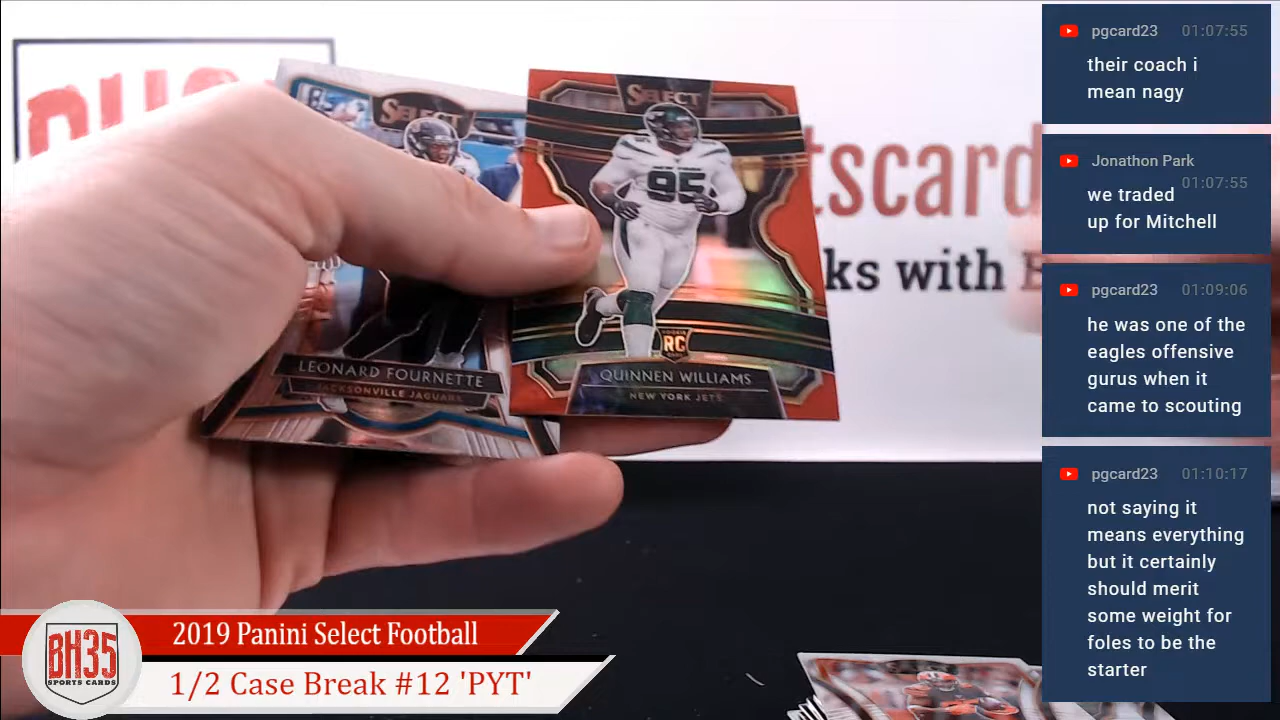 SELECT
LEONARD FOURNETTE
JACKSONVILLE JAGUARS
SELECT
NEW YORK
95
RC
QUINNEN WILLIAMS
NEW YORK JETS
tscard
ks with
BH35
SPORTS CARDS
2019 Panini Select Football
1/2 Case Break #12 'PYT'
pgcard23 01:07:55
their coach i
mean nagy
Jonathon Park
01:07:55
we traded
up for Mitchell
pgcard23 01:09:06
he was one of the
eagles offensive
gurus when it
came to scouting
pgcard23 01:10:17
not saying it
means everything
but it certainly
should merit
some weight for
foles to be the
starter